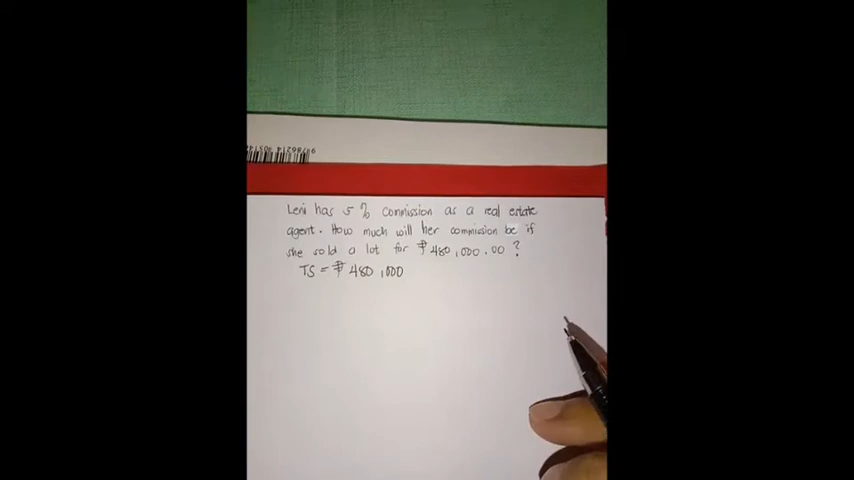 Leni has 5 % commission as a real estate
agent. How much will her commission be if
she sold a lot for ₱480,000.00 ?
TS = ₱480,000